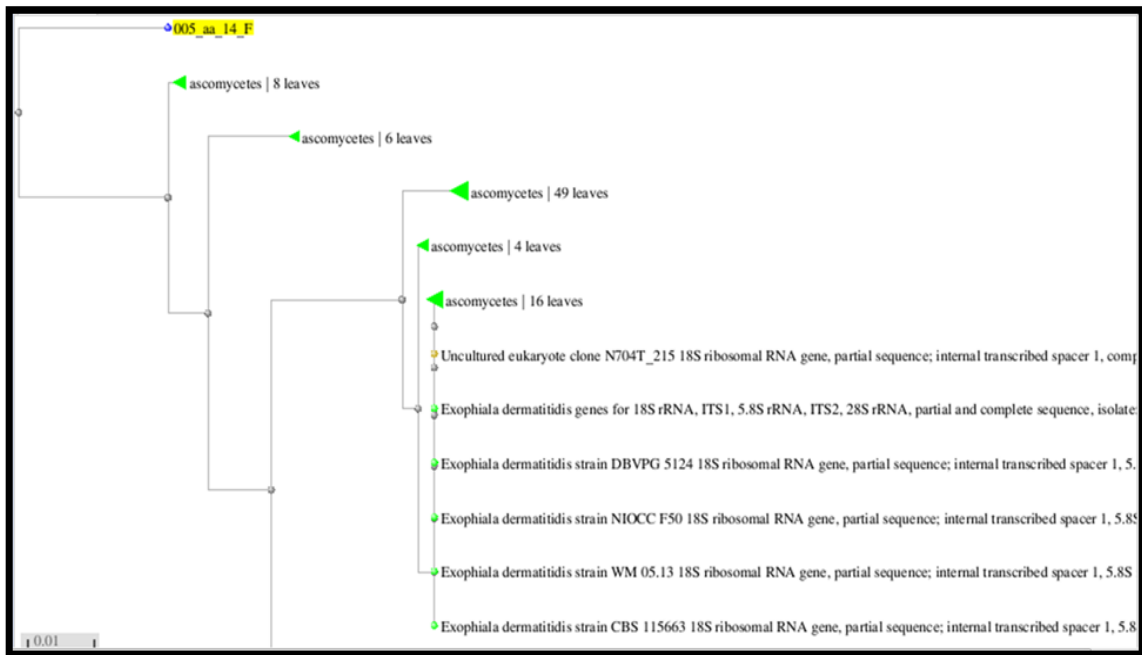 005_aa_14_F
ascomycetes | 8 leaves
ascomycetes | 6 leaves
ascomycetes | 49 leaves
ascomycetes | 4 leaves
ascomycetes | 16 leaves
Uncultured eukaryote clone N704T_215 18S ribosomal RNA gene, partial sequence; internal transcribed spacer 1, comp
Exophiala dermatitidis genes for 18S rRNA, ITS1, 5.8S rRNA, ITS2, 28S rRNA, partial and complete sequence, isolate
Exophiala dermatitidis strain DBVPG 5124 18S ribosomal RNA gene, partial sequence; internal transcribed spacer 1, 5.
Exophiala dermatitidis strain NIOCC F50 18S ribosomal RNA gene, partial sequence; internal transcribed spacer 1, 5.8S
Exophiala dermatitidis strain WM 05.13 18S ribosomal RNA gene, partial sequence; internal transcribed spacer 1, 5.8S
Exophiala dermatitidis strain CBS 115663 18S ribosomal RNA gene, partial sequence; internal transcribed spacer 1, 5.8
0.01